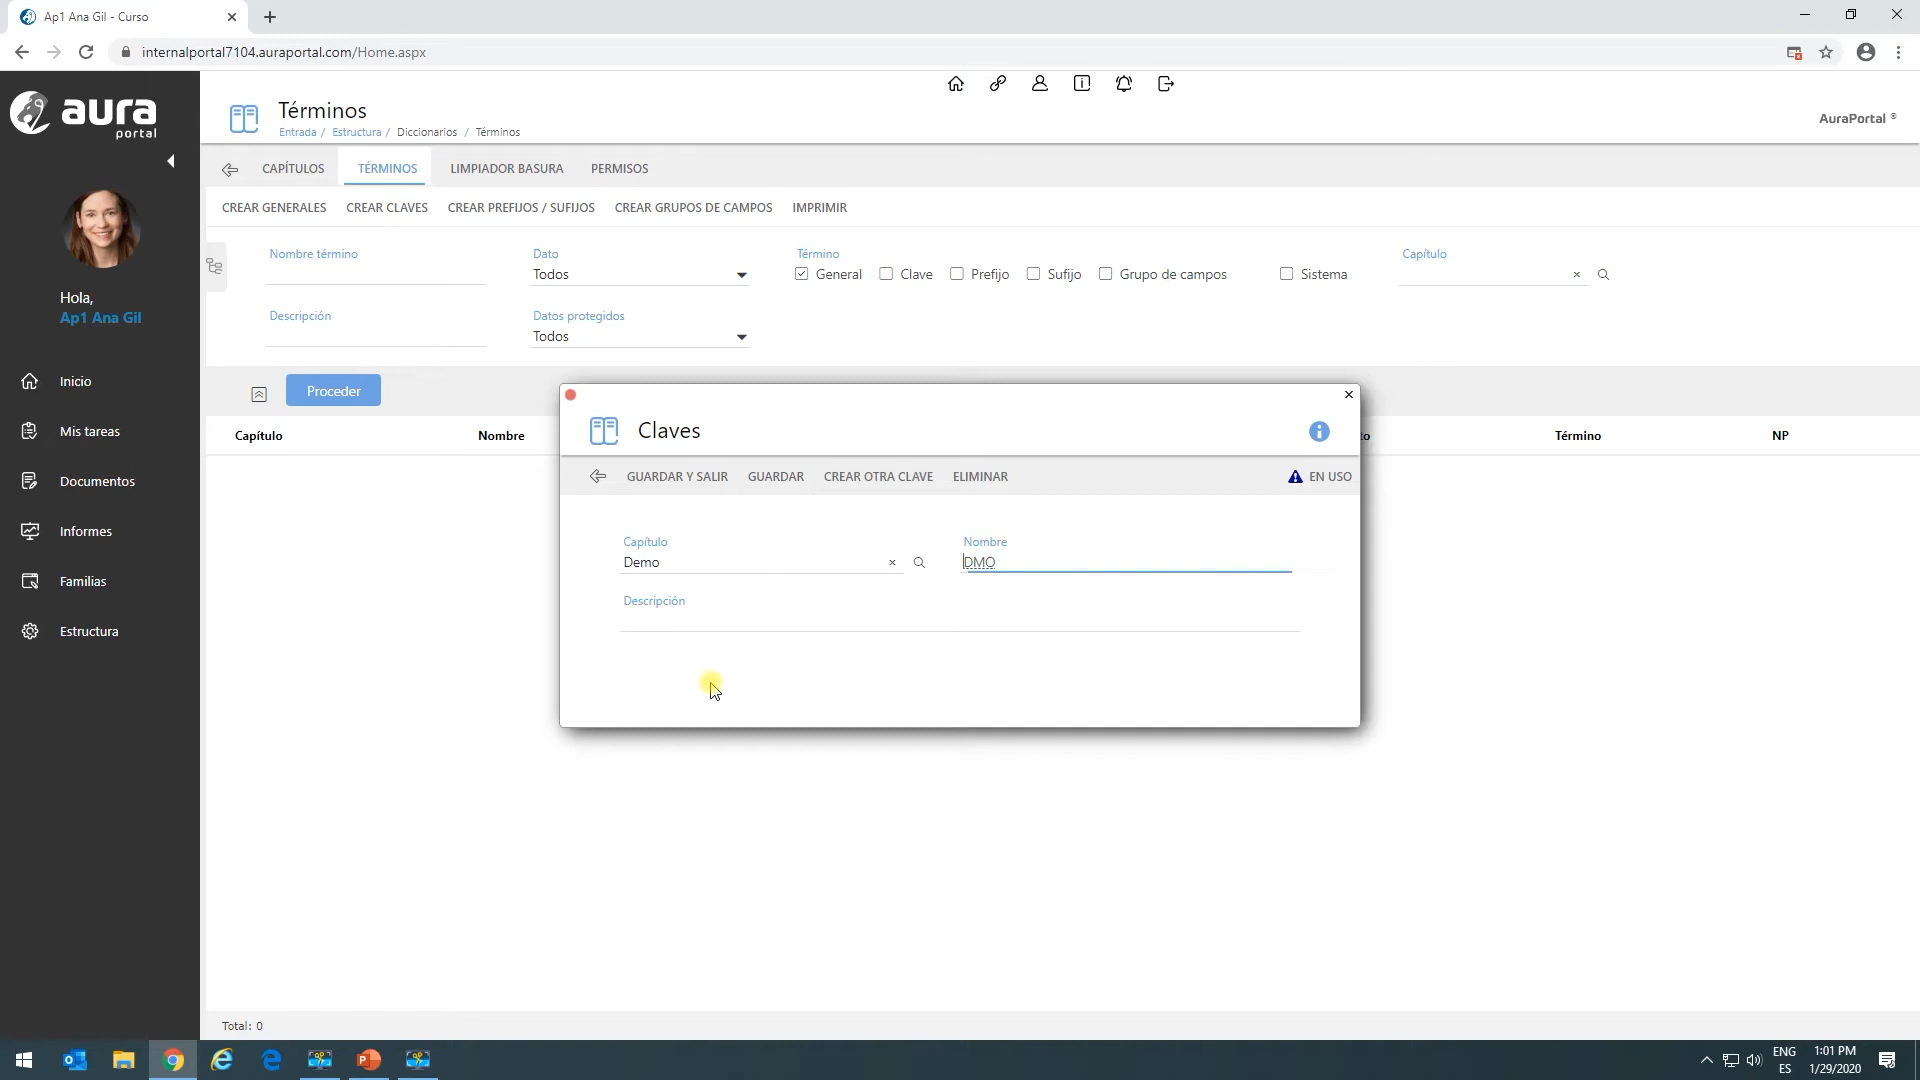 Ap1 Ana Gil - Curso
internalportal7104.auraportal.com/Home.aspx
aura
portal
Términos
Entrada / Estructura / Diccionarios / Términos
AuraPortal ®
CAPÍTULOS TÉRMINOS LIMPIADOR BASURA PERMISOS
CREAR GENERALES CREAR CLAVES CREAR PREFIJOS / SUFIJOS CREAR GRUPOS DE CAMPOS IMPRIMIR
Nombre término Dato Término Capítulo
Todos General Clave Prefijo Sufijo Grupo de campos Sistema
Descripción Datos protegidos
Todos
Hola,
Ap1 Ana Gil
Inicio
Mis tareas
Documentos
Informes
Familias
Estructura
Proceder
Capítulo Nombre to Término NP
Claves
GUARDAR Y SALIR GUARDAR CREAR OTRA CLAVE ELIMINAR EN USO
Capítulo Nombre
Demo DMO
Descripción
Total: 0
ENG 1:01 PM
ES 1/29/2020